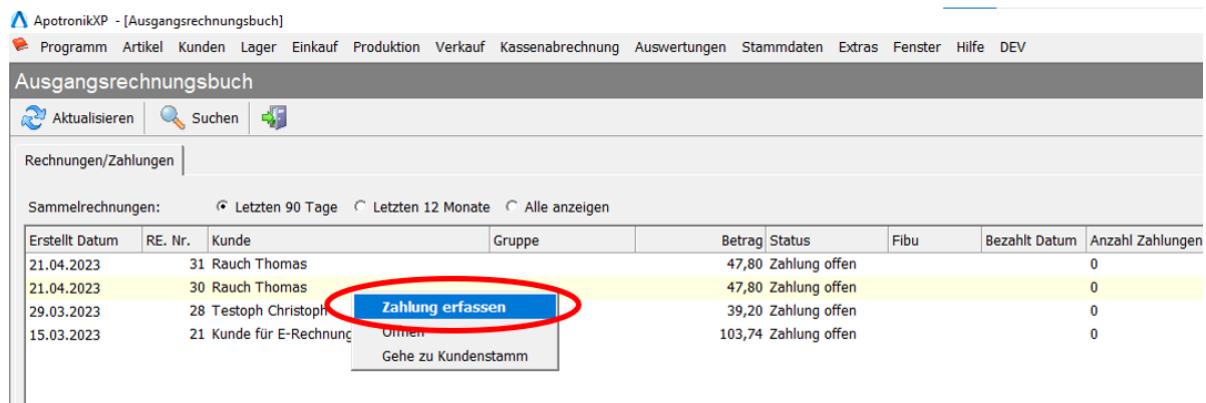 ApotronikXP - [Ausgangsrechnungsbuch]
Programm Artikel Kunden Lager Einkauf Produktion Verkauf Kassenabrechnung Auswertungen Stammdaten Extras Fenster Hilfe DEV
Ausgangsrechnungsbuch
Aktualisieren Suchen
Rechnungen/Zahlungen
Sammelrechnungen: Letzten 90 Tage Letzten 12 Monate Alle anzeigen
Erstellt Datum RE. Nr. Kunde Gruppe Betrag Status Fibu Bezahlt Datum Anzahl Zahlungen
21.04.2023 31 Rauch Thomas 47,80 Zahlung offen 0
21.04.2023 30 Rauch Thomas 47,80 Zahlung offen 0
29.03.2023 28 Testoph Christoph 39,20 Zahlung offen 0
15.03.2023 21 Kunde für E-Rechnung 103,74 Zahlung offen 0
Zahlung erfassen
Öffnen
Gehe zu Kundenstamm